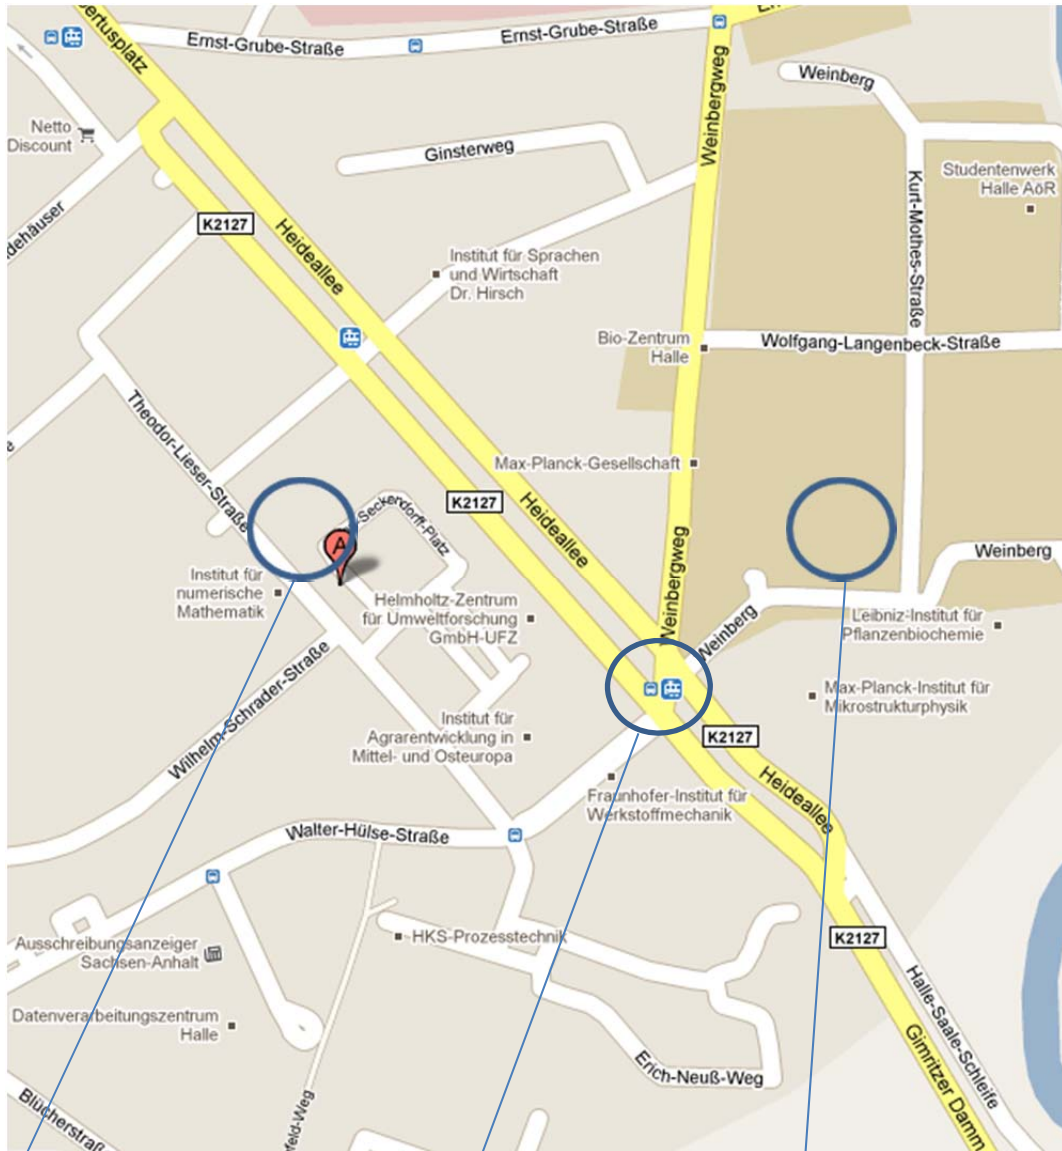 ertusplatz
Ernst-Grube-Straße
Ernst-Grube-Straße
Weinberg
Netto
Discount
Ginsterweg
Weinbergweg
Studentenwerk
Halle AöR
Kurt-Mothes-Straße
dehäuser
K2127
Heideallee
Institut für Sprachen
und Wirtschaft
Dr. Hirsch
Bio-Zentrum
Halle
Wolfgang-Langenbeck-Straße
Theodor-Lieser-Straße
Max-Planck-Gesellschaft
K2127
Heideallee
Seckendorff-Platz
A
Weinbergweg
Weinberg
Institut für
numerische
Mathematik
Helmholtz-Zentrum
für Umweltforschung
GmbH-UFZ
Leibniz-Institut für
Pflanzenbiochemie
Weinberg
Wilhelm-Schrader-Straße
Max-Planck-Institut für
Mikrostrukturphysik
Institut für
Agrarentwicklung in
Mittel- und Osteuropa
K2127
Heideallee
Fraunhofer-Institut für
Werkstoffmechanik
Walter-Hülse-Straße
HKS-Prozesstechnik
K2127
Ausschreibungsanzeiger
Sachsen-Anhalt
Halle-Saale-Schleife
Datenverarbeitungszentrum
Halle
Gimritzer Damm
Erich-Neuß-Weg
Blücherstraß
efeld-Weg